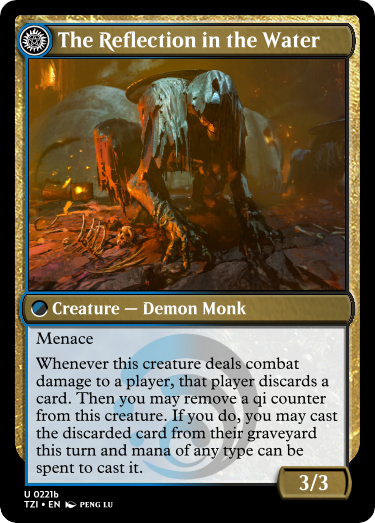 The Reflection in the Water
Creature — Demon Monk
Menace
Whenever this creature deals combat
damage to a player, that player discards a
card. Then you may remove a qi counter
from this creature. If you do, you may cast
the discarded card from their graveyard
this turn and mana of any type can be
spent to cast it.
3/3
U 0221b
TZI • EN PENG LU